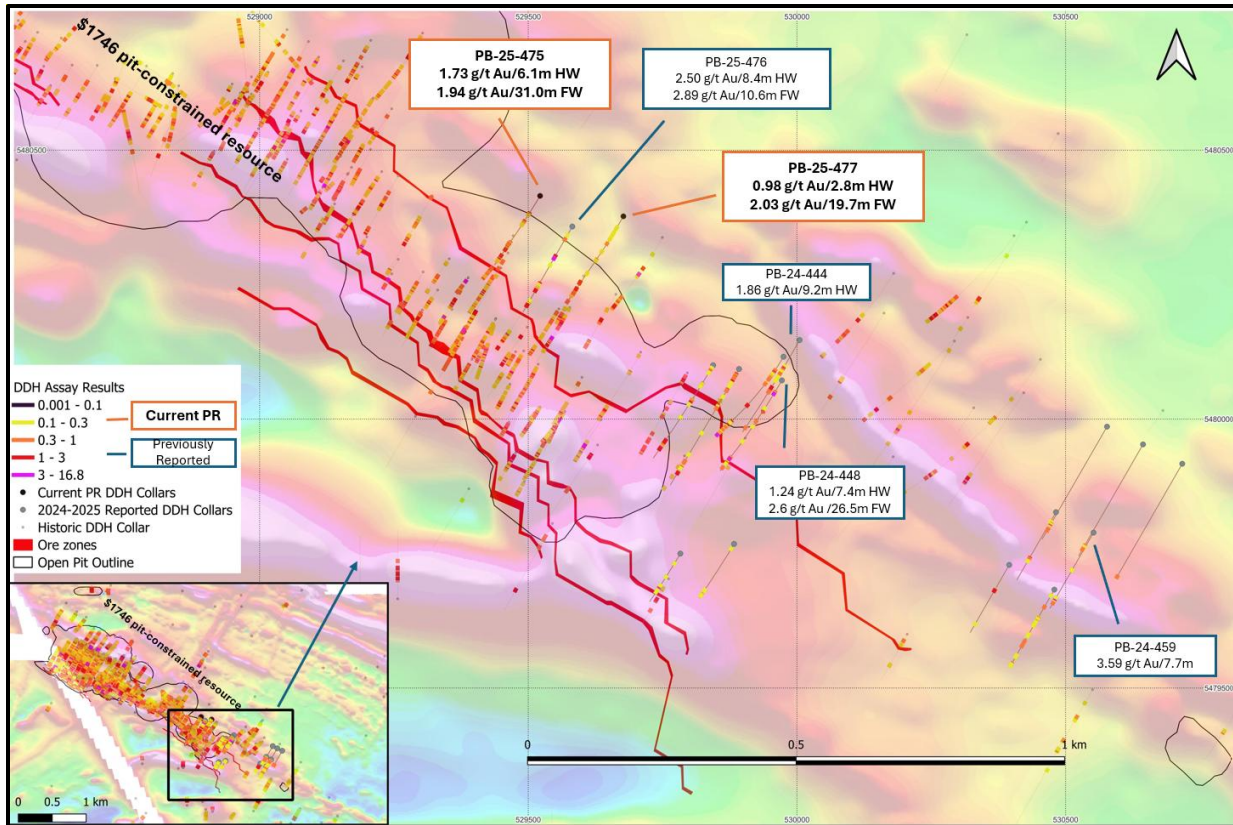 529000
529500
530000
530500
$1746 pit-constrained resource
PB-25-475
1.73 g/t Au/6.1m HW
1.94 g/t Au/31.0m FW
PB-25-476
2.50 g/t Au/8.4m HW
2.89 g/t Au/10.6m FW
5480500
5480500
PB-25-477
0.98 g/t Au/2.8m HW
2.03 g/t Au/19.7m FW
PB-24-444
1.86 g/t Au/9.2m HW
DDH Assay Results
0.001 - 0.1
0.1 - 0.3
0.3 - 1
1 - 3
3 - 16.8
Current PR
Previously
Reported
Current PR DDH Collars
2024-2025 Reported DDH Collars
Historic DDH Collar
Ore zones
Open Pit Outline
5480000
PB-24-448
1.24 g/t Au/7.4m HW
2.6 g/t Au /26.5m FW
PB-24-459
3.59 g/t Au/7.7m
5479500
$1746 pit-constrained resource
0 0.5 1 km
0 0.5 1 km
529500
530000
530500